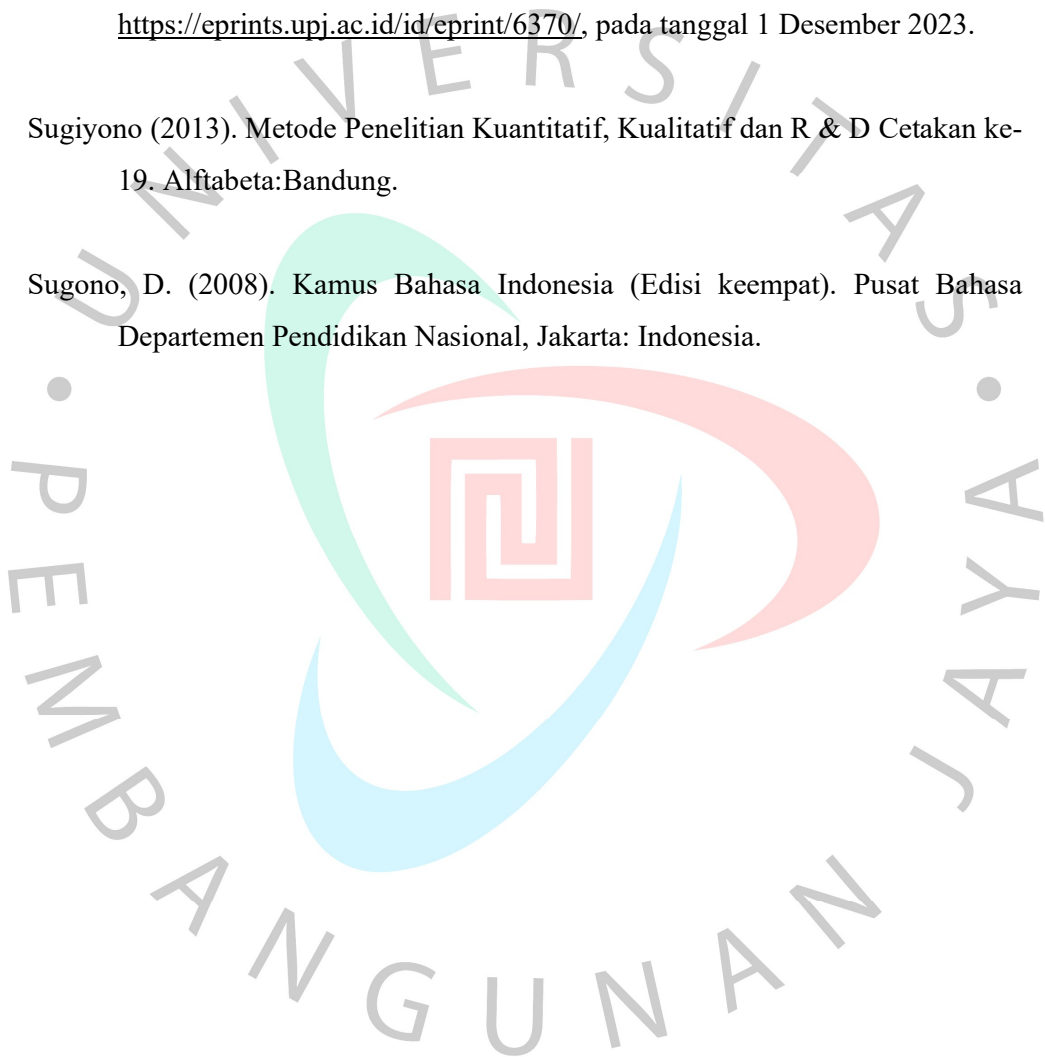 https://eprints.upj.ac.id/id/eprint/6370/, pada tanggal 1 Desember 2023.
Sugiyono (2013). Metode Penelitian Kuantitatif, Kualitatif dan R & D Cetakan ke-
19. Alftabeta:Bandung.
Sugono, D. (2008). Kamus Bahasa Indonesia (Edisi keempat). Pusat Bahasa
Departemen Pendidikan Nasional, Jakarta: Indonesia.
UNIVERSITAS • PEMBANGUNAN JAYA •